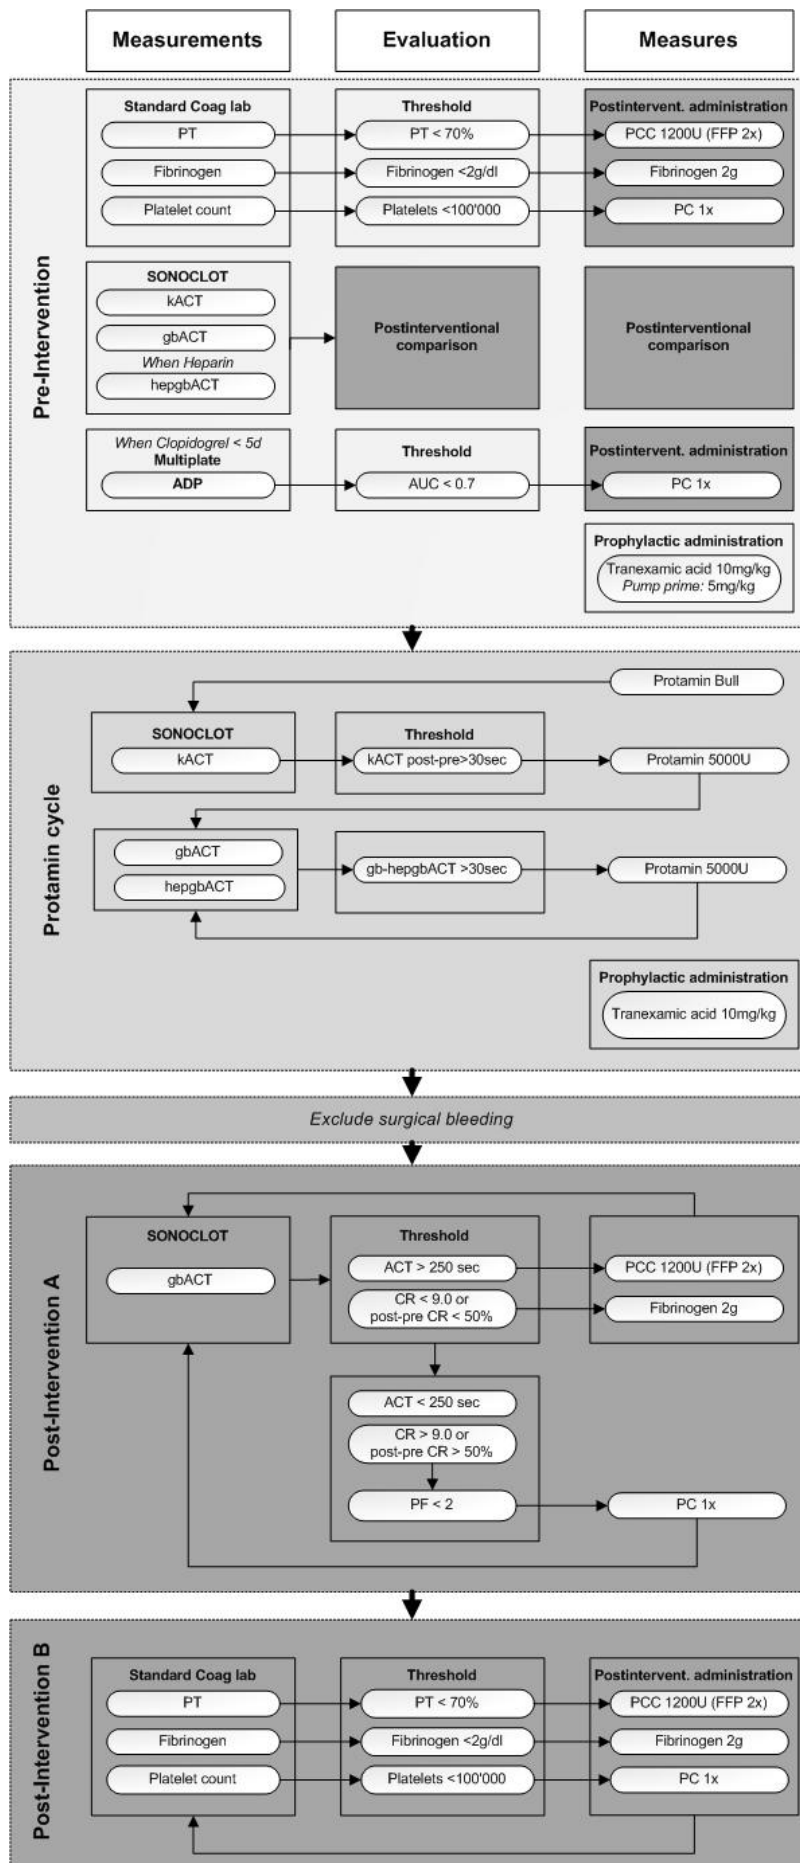 Measurements
Evaluation
Measures
Pre-Intervention
Standard Coag lab
Threshold
Postintervent. administration
PT
PT < 70%
PCC 1200U (FFP 2x)
Fibrinogen
Fibrinogen <2g/dl
Fibrinogen 2g
Platelet count
Platelets <100'000
PC 1x
SONOCLOT
kACT
gbACT
When Heparin
hepgbACT
Postinterventional
comparison
Postinterventional
comparison
When Clopidogrel < 5d
Multiplate
ADP
Threshold
AUC < 0.7
Postintervent. administration
PC 1x
Prophylactic administration
Tranexamic acid 10mg/kg
Pump prime: 5mg/kg
Protamin cycle
Protamin Bull
SONOCLOT
kACT
Threshold
kACT post-pre>30sec
Protamin 5000U
gbACT
hepgbACT
gb-hepgbACT >30sec
Protamin 5000U
Prophylactic administration
Tranexamic acid 10mg/kg
Exclude surgical bleeding
Post-Intervention A
SONOCLOT
gbACT
Threshold
ACT > 250 sec
PCC 1200U (FFP 2x)
CR < 9.0 or
post-pre CR < 50%
Fibrinogen 2g
ACT < 250 sec
CR > 9.0 or
post-pre CR > 50%
PF < 2
PC 1x
Post-Intervention B
Standard Coag lab
Threshold
Postintervent. administration
PT
PT < 70%
PCC 1200U (FFP 2x)
Fibrinogen
Fibrinogen <2g/dl
Fibrinogen 2g
Platelet count
Platelets <100'000
PC 1x